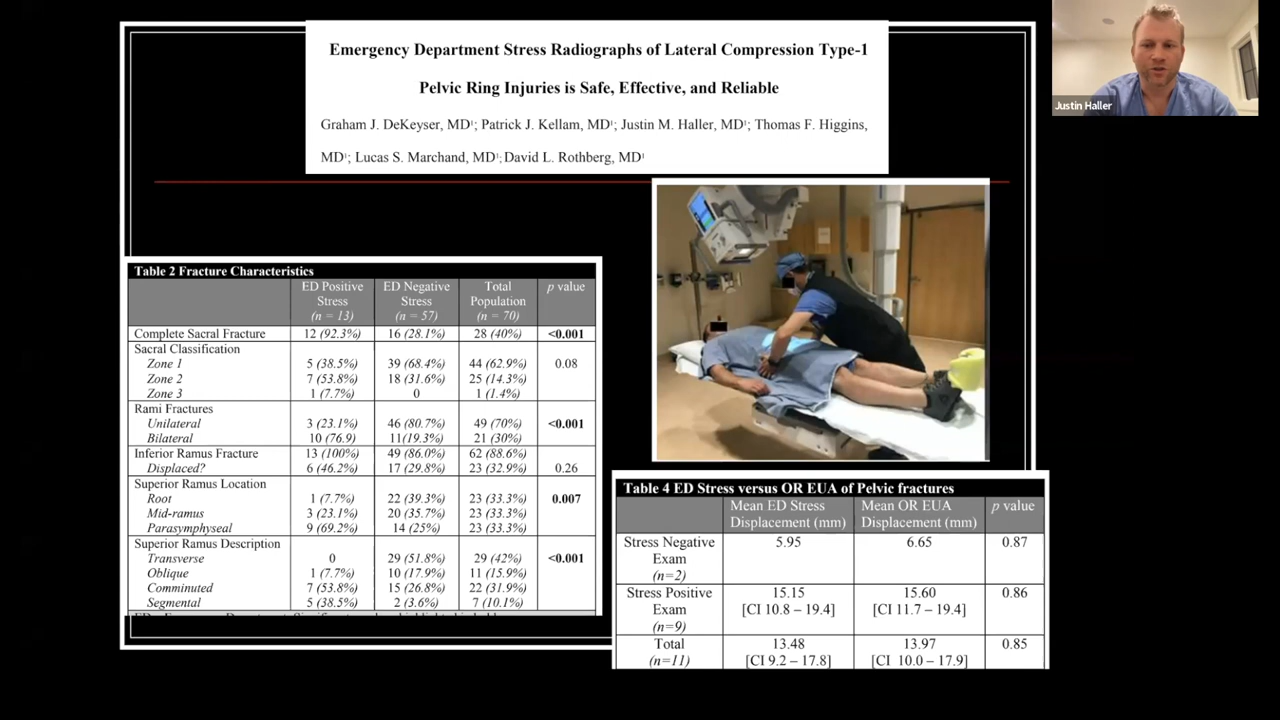 Emergency Department Stress Radiographs of Lateral Compression Type-1
Pelvic Ring Injuries is Safe, Effective, and Reliable
Graham J. DeKeyser, MD¹; Patrick J. Kellam, MD¹; Justin M. Haller, MD¹; Thomas F. Higgins,
MD¹; Lucas S. Marchand, MD¹; David L. Rothberg, MD¹
Justin Haller
Table 2 Fracture Characteristics
ED Positive Stress (n = 13) ED Negative Stress (n = 57) Total Population (n = 70) p value
Complete Sacral Fracture 12 (92.3%) 16 (28.1%) 28 (40%) <0.001
Sacral Classification
Zone 1 5 (38.5%) 39 (68.4%) 44 (62.9%) 0.08
Zone 2 7 (53.8%) 18 (31.6%) 25 (14.3%)
Zone 3 1 (7.7%) 0 1 (1.4%)
Rami Fractures
Unilateral 3 (23.1%) 46 (80.7%) 49 (70%) <0.001
Bilateral 10 (76.9) 11(19.3%) 21 (30%)
Inferior Ramus Fracture 13 (100%) 49 (86.0%) 62 (88.6%)
Displaced? 6 (46.2%) 17 (29.8%) 23 (32.9%) 0.26
Superior Ramus Location
Root 1 (7.7%) 22 (39.3%) 23 (33.3%) 0.007
Mid-ramus 3 (23.1%) 20 (35.7%) 23 (33.3%)
Parasymphyseal 9 (69.2%) 14 (25%) 23 (33.3%)
Superior Ramus Description
Transverse 0 29 (51.8%) 29 (42%) <0.001
Oblique 1 (7.7%) 10 (17.9%) 11 (15.9%)
Comminuted 7 (53.8%) 15 (26.8%) 22 (31.9%)
Segmental 5 (38.5%) 2 (3.6%) 7 (10.1%)
Table 4 ED Stress versus OR EUA of Pelvic fractures
Mean ED Stress Displacement (mm) Mean OR EUA Displacement (mm) p value
Stress Negative Exam (n=2) 5.95 6.65 0.87
Stress Positive Exam (n=9) 15.15 [CI 10.8 – 19.4] 15.60 [CI 11.7 – 19.4] 0.86
Total (n=11) 13.48 [CI 9.2 – 17.8] 13.97 [CI 10.0 – 17.9] 0.85